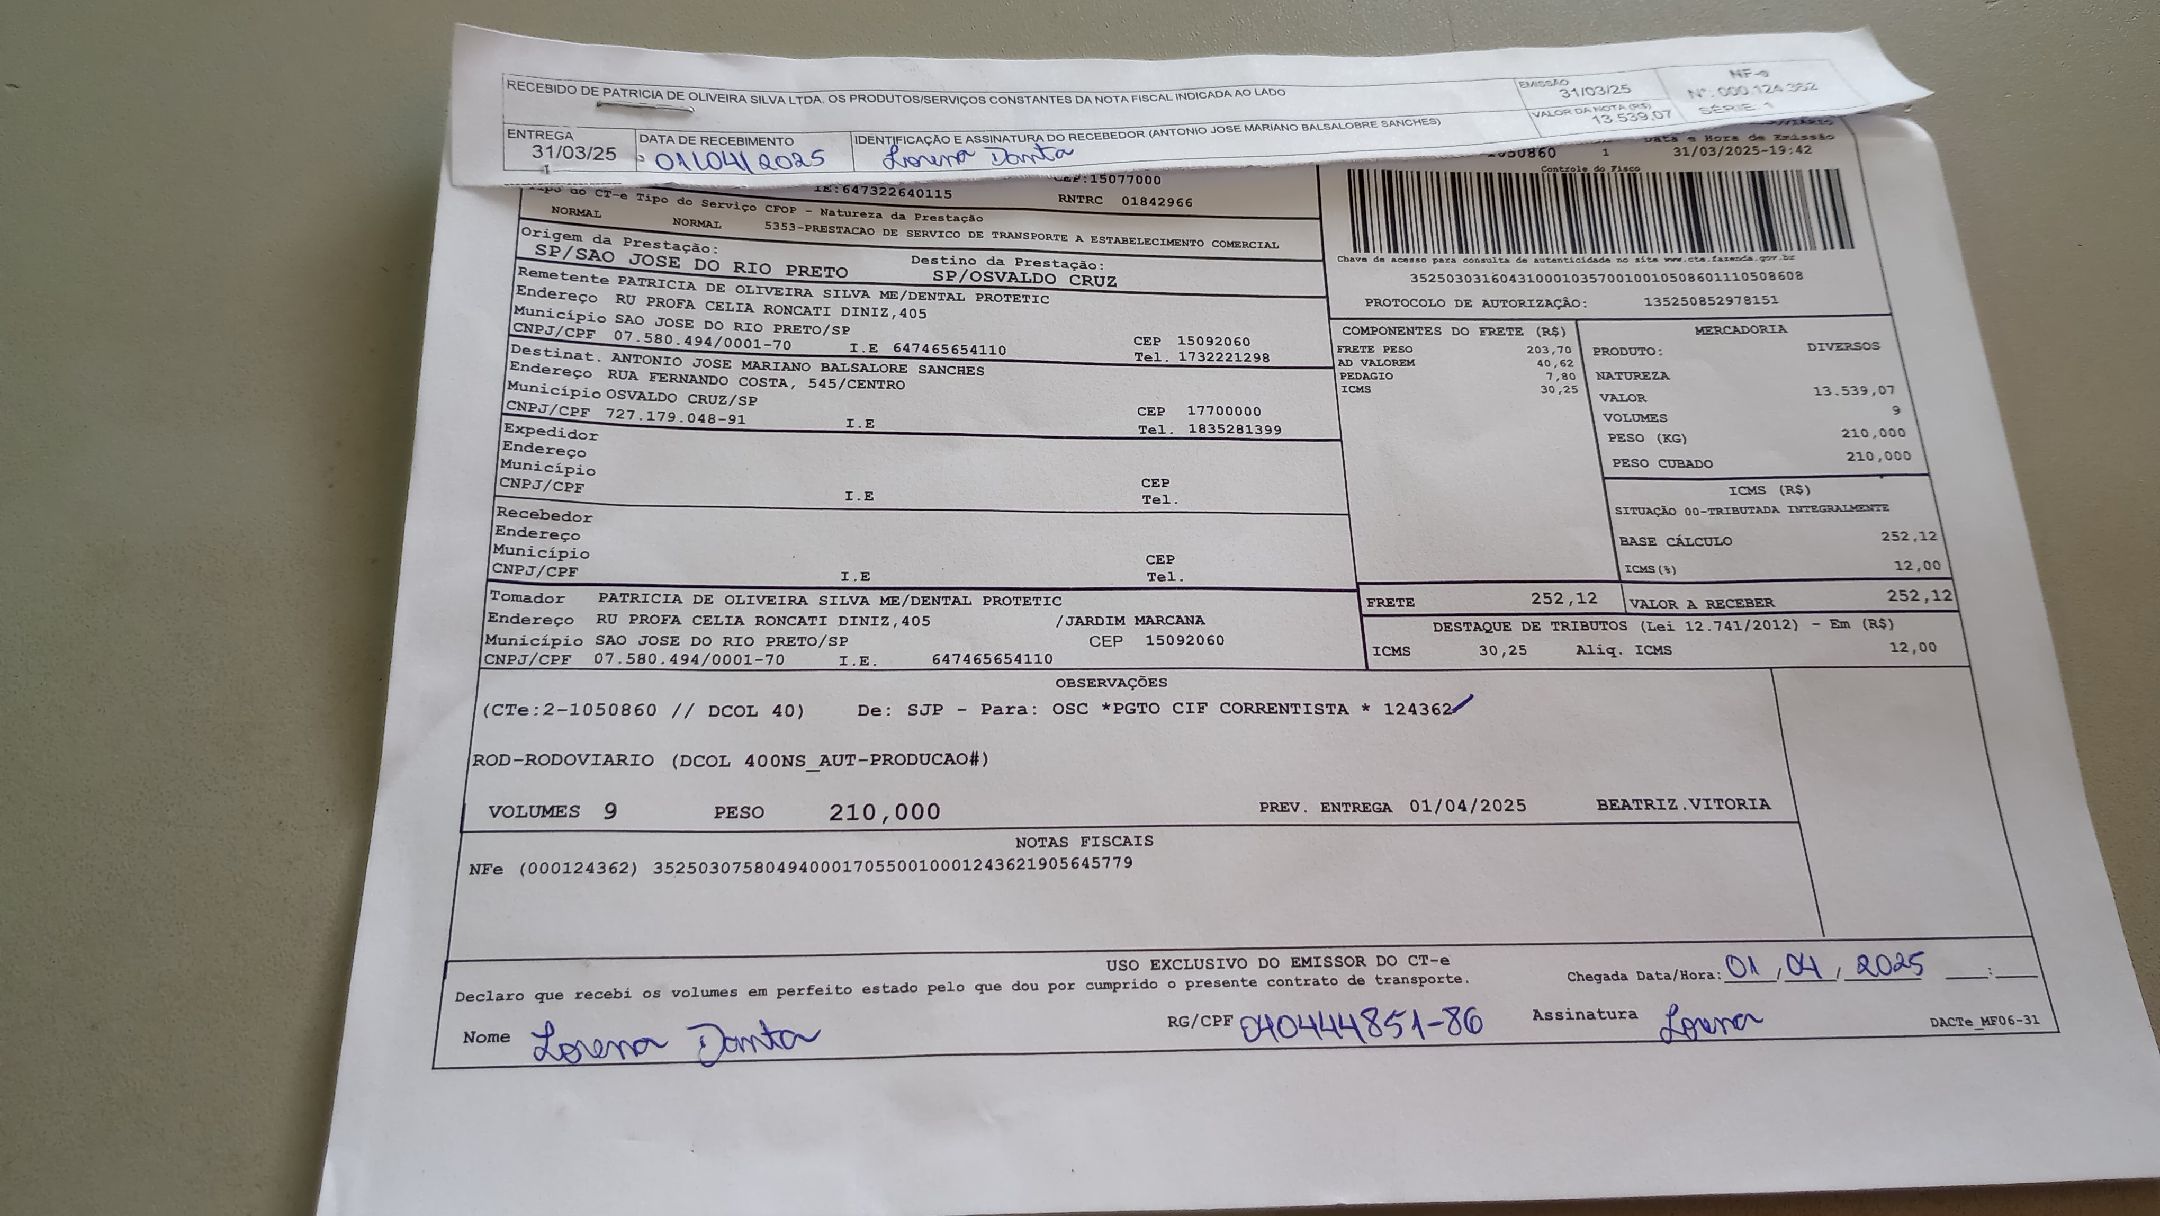 RECEBIDO DE PATRICIA DE OLIVEIRA SILVA LTDA. OS PRODUTOS/SERVIÇOS CONSTANTES DA NOTA FISCAL INDICADA AO LADO
EMISSÃO
31/03/25
VALOR DA NOTA (R$)
13.539,07
NF-e
Nº: 000.124.362
SÉRIE: 1
ENTREGA
31/03/25
DATA DE RECEBIMENTO
01/04/2025
IDENTIFICAÇÃO E ASSINATURA DO RECEBEDOR (ANTONIO JOSE MARIANO BALSALOBRE SANCHES)
Lorena Danta
1050860 1 31/03/2025-19:42
Data e Hora de Emissão
Controle do Fisco
IE:647322640115
CEP:15077000
RNTRC 01842966
Tipo do CT-e Tipo do Serviço CFOP - Natureza da Prestação
NORMAL NORMAL 5353-PRESTACAO DE SERVICO DE TRANSPORTE A ESTABELECIMENTO COMERCIAL
Origem da Prestação: Destino da Prestação:
SP/SAO JOSE DO RIO PRETO SP/OSVALDO CRUZ
Chave de acesso para consulta de autenticidade no site www.cte.fazenda.gov.br
35250303160431000103570010010508601110508608
PROTOCOLO DE AUTORIZAÇÃO: 135250852978151
Remetente PATRICIA DE OLIVEIRA SILVA ME/DENTAL PROTETIC
Endereço RU PROFA CELIA RONCATI DINIZ,405
Município SAO JOSE DO RIO PRETO/SP CEP 15092060
CNPJ/CPF 07.580.494/0001-70 I.E 647465654110 Tel. 1732221298
Destinat. ANTONIO JOSE MARIANO BALSALORE SANCHES
Endereço RUA FERNANDO COSTA, 545/CENTRO
Município OSVALDO CRUZ/SP CEP 17700000
CNPJ/CPF 727.179.048-91 I.E Tel. 1835281399
Expedidor
Endereço
Município CEP
CNPJ/CPF I.E Tel.
Recebedor
Endereço
Município CEP
CNPJ/CPF I.E Tel.
COMPONENTES DO FRETE (R$)
FRETE PESO 203,70
AD VALOREM 40,62
PEDAGIO 7,80
ICMS 30,25
MERCADORIA
PRODUTO: DIVERSOS
NATUREZA
VALOR 13.539,07
VOLUMES 9
PESO (KG) 210,000
PESO CUBADO 210,000
ICMS (R$)
SITUAÇÃO 00-TRIBUTADA INTEGRALMENTE
BASE CÁLCULO 252,12
ICMS(%) 12,00
Tomador PATRICIA DE OLIVEIRA SILVA ME/DENTAL PROTETIC
Endereço RU PROFA CELIA RONCATI DINIZ,405 /JARDIM MARCANA
Município SAO JOSE DO RIO PRETO/SP CEP 15092060
CNPJ/CPF 07.580.494/0001-70 I.E. 647465654110
FRETE 252,12 VALOR A RECEBER 252,12
DESTAQUE DE TRIBUTOS (Lei 12.741/2012) - Em (R$)
ICMS 30,25 Aliq. ICMS 12,00
OBSERVAÇÕES
(CTe:2-1050860 // DCOL 40) De: SJP - Para: OSC *PGTO CIF CORRENTISTA * 124362
ROD-RODOVIARIO (DCOL 400NS_AUT-PRODUCAO#)
VOLUMES 9 PESO 210,000 PREV. ENTREGA 01/04/2025 BEATRIZ.VITORIA
NOTAS FISCAIS
NFe (000124362) 35250307580494000170550010001243621905645779
USO EXCLUSIVO DO EMISSOR DO CT-e
Declaro que recebi os volumes em perfeito estado pelo que dou por cumprido o presente contrato de transporte.
Chegada Data/Hora: 01/04/2025 __:__
Nome Lorena Danta RG/CPF 040444851-86 Assinatura Lorena
DACTe_MF06-31